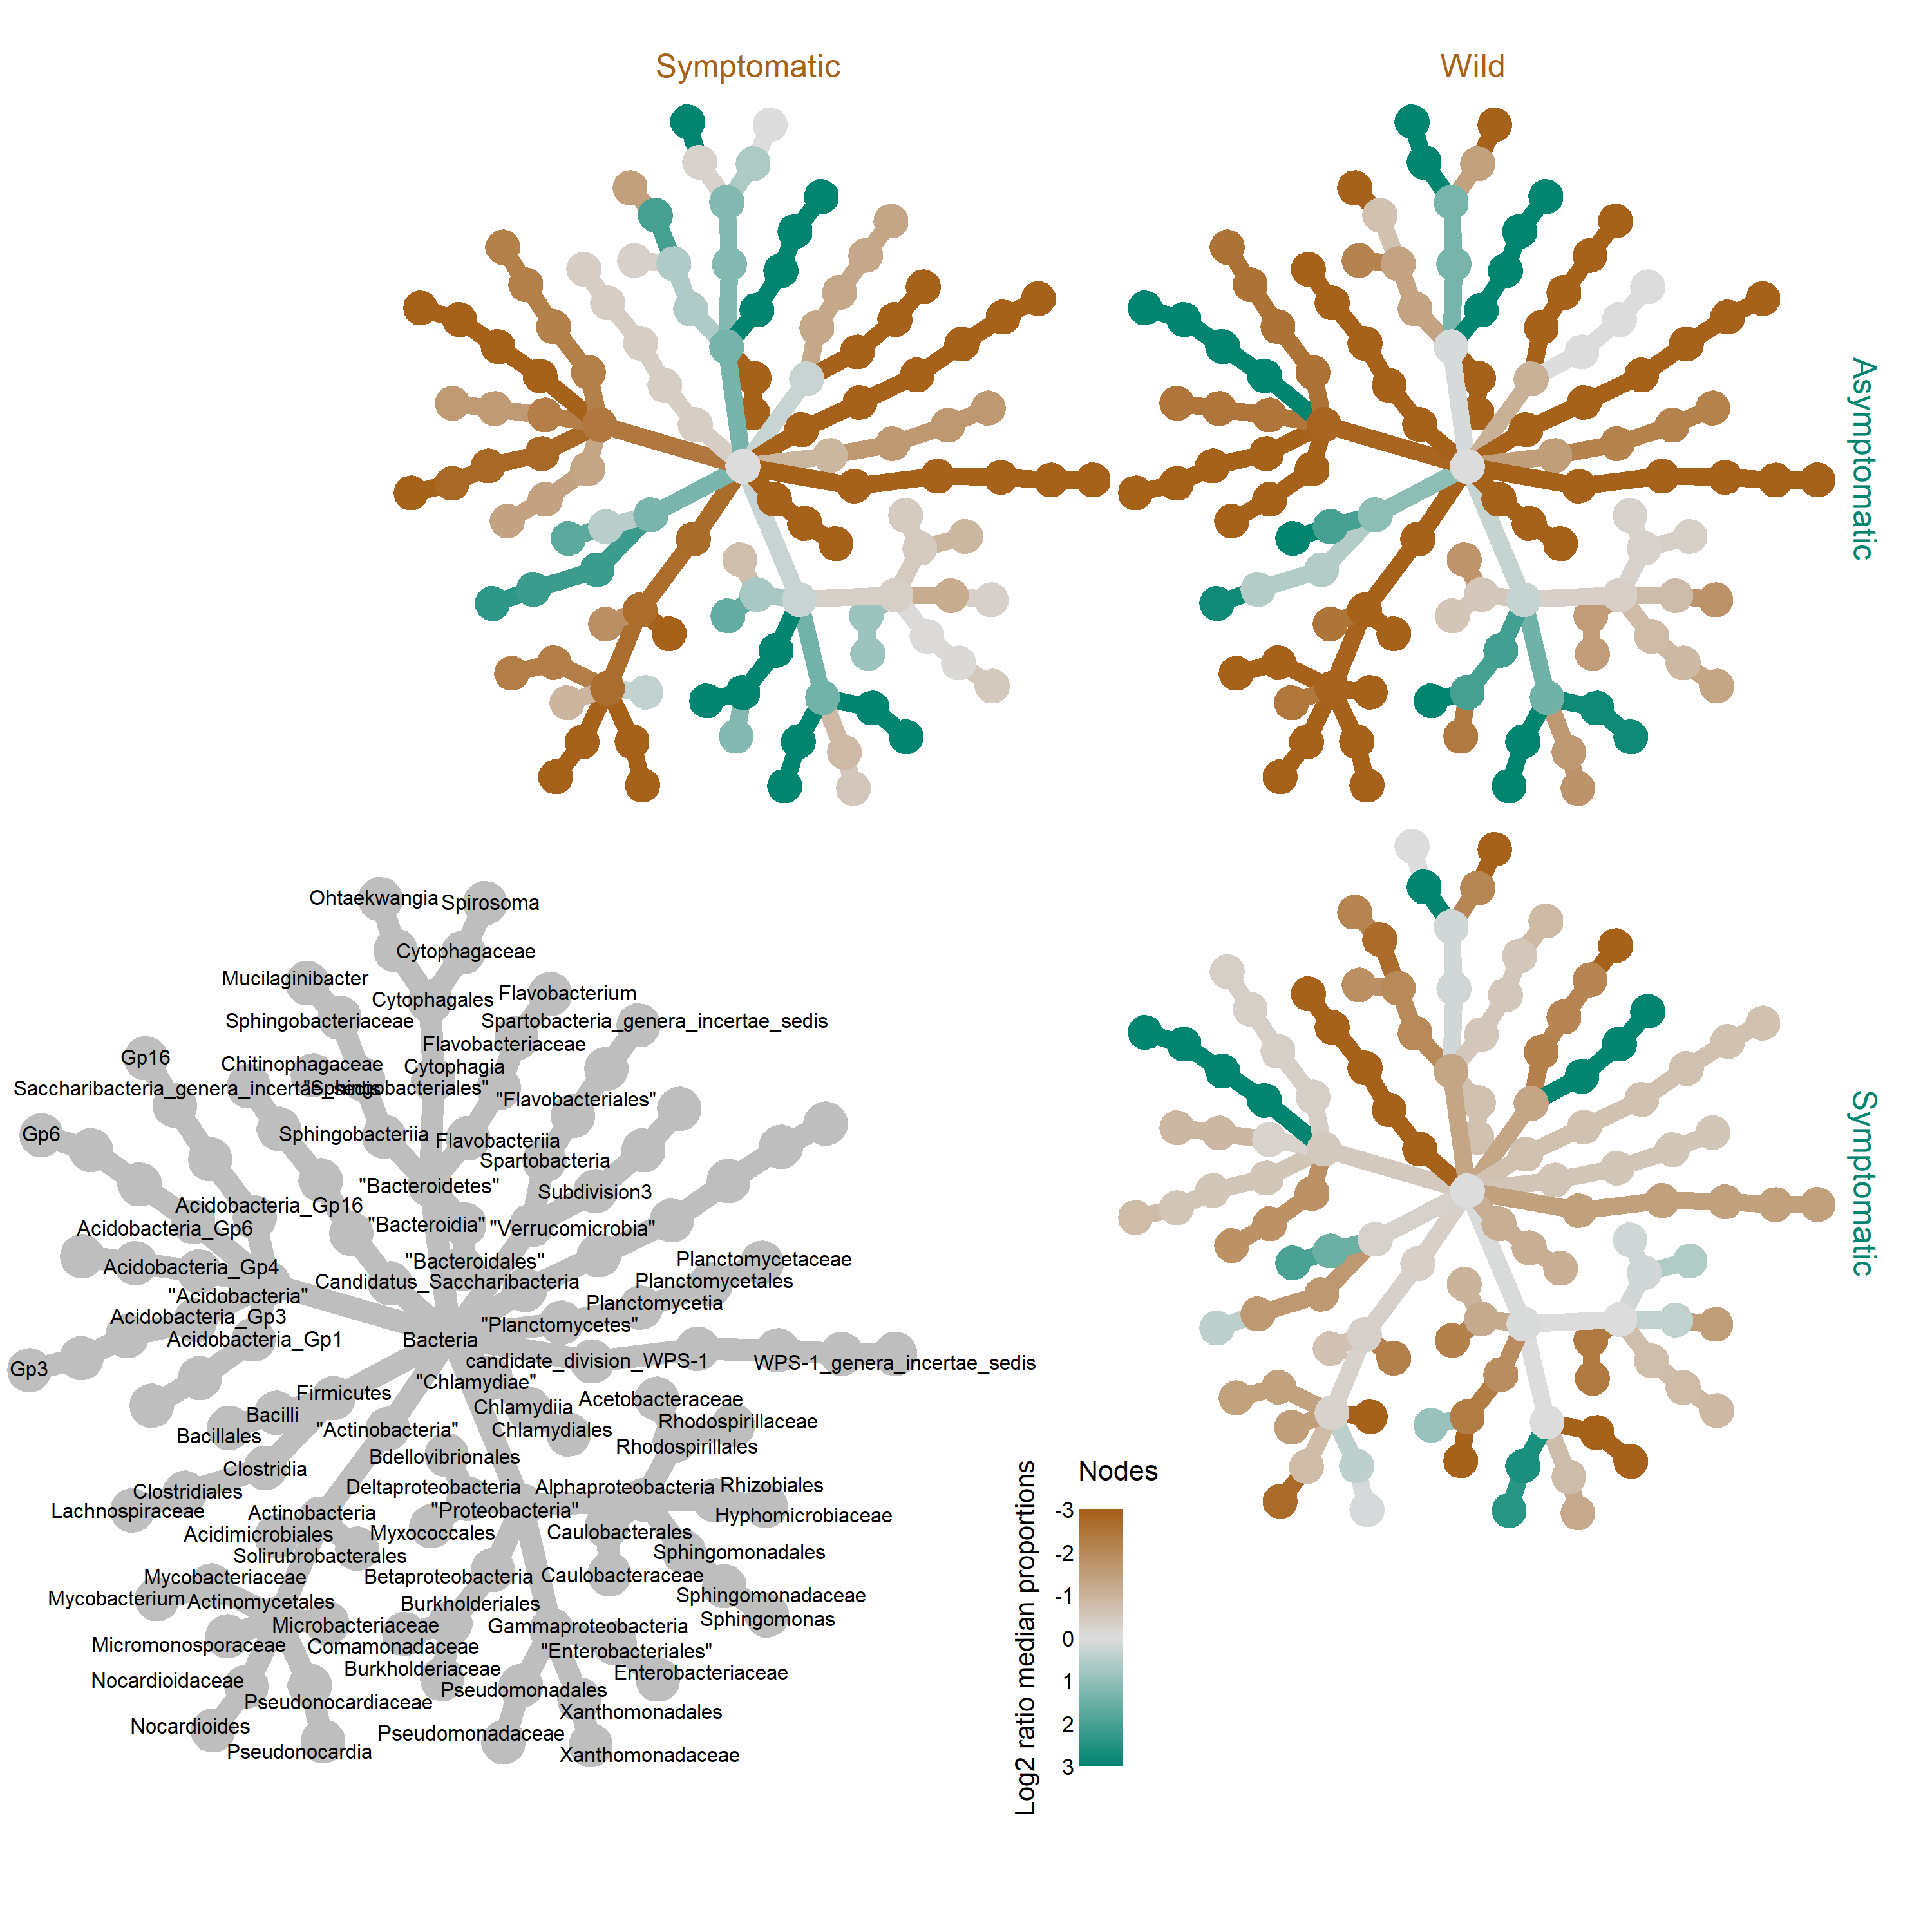 Symptomatic
Wild
Asymptomatic
Symptomatic
Ohtaekwangia
Spirosoma
Cytophagaceae
Mucilaginibacter
Cytophagales
Flavobacterium
Sphingobacteriaceae
Spartobacteria_genera_incertae_sedis
Flavobacteriaceae
Gp16
Chitinophagaceae
Cytophagia
Saccharibacteria_genera_incertae_sedis
"Sphingobacteriales"
"Flavobacteriales"
Gp6
Sphingobacteriia
Flavobacteriia
Spartobacteria
"Bacteroidetes"
Subdivision3
Acidobacteria_Gp16
Acidobacteria_Gp6
"Bacteroidia"
"Verrucomicrobia"
"Bacteroidales"
Planctomycetaceae
Acidobacteria_Gp4
Candidatus_Saccharibacteria
Planctomycetales
"Acidobacteria"
Planctomycetia
Acidobacteria_Gp3
"Planctomycetes"
Acidobacteria_Gp1
Bacteria
Gp3
candidate_division_WPS-1
WPS-1_genera_incertae_sedis
"Chlamydiae"
Firmicutes
Acetobacteraceae
Chlamydiia
Bacilli
Rhodospirillaceae
"Actinobacteria"
Chlamydiales
Bacillales
Rhodospirillales
Bdellovibrionales
Clostridia
Clostridiales
Deltaproteobacteria
Alphaproteobacteria
Rhizobiales
Lachnospiraceae
Actinobacteria
"Proteobacteria"
Hyphomicrobiaceae
Acidimicrobiales
Myxococcales
Caulobacterales
Solirubrobacterales
Sphingomonadales
Mycobacteriaceae
Betaproteobacteria
Caulobacteraceae
Mycobacterium
Actinomycetales
Burkholderiales
Sphingomonadaceae
Microbacteriaceae
Gammaproteobacteria
Sphingomonas
Micromonosporaceae
Comamonadaceae
"Enterobacteriales"
Burkholderiaceae
Enterobacteriaceae
Nocardioidaceae
Pseudomonadales
Pseudonocardiaceae
Xanthomonadales
Nocardioides
Pseudomonadaceae
Pseudonocardia
Xanthomonadaceae
Nodes
Log2 ratio median proportions
-3
-2
-1
0
1
2
3